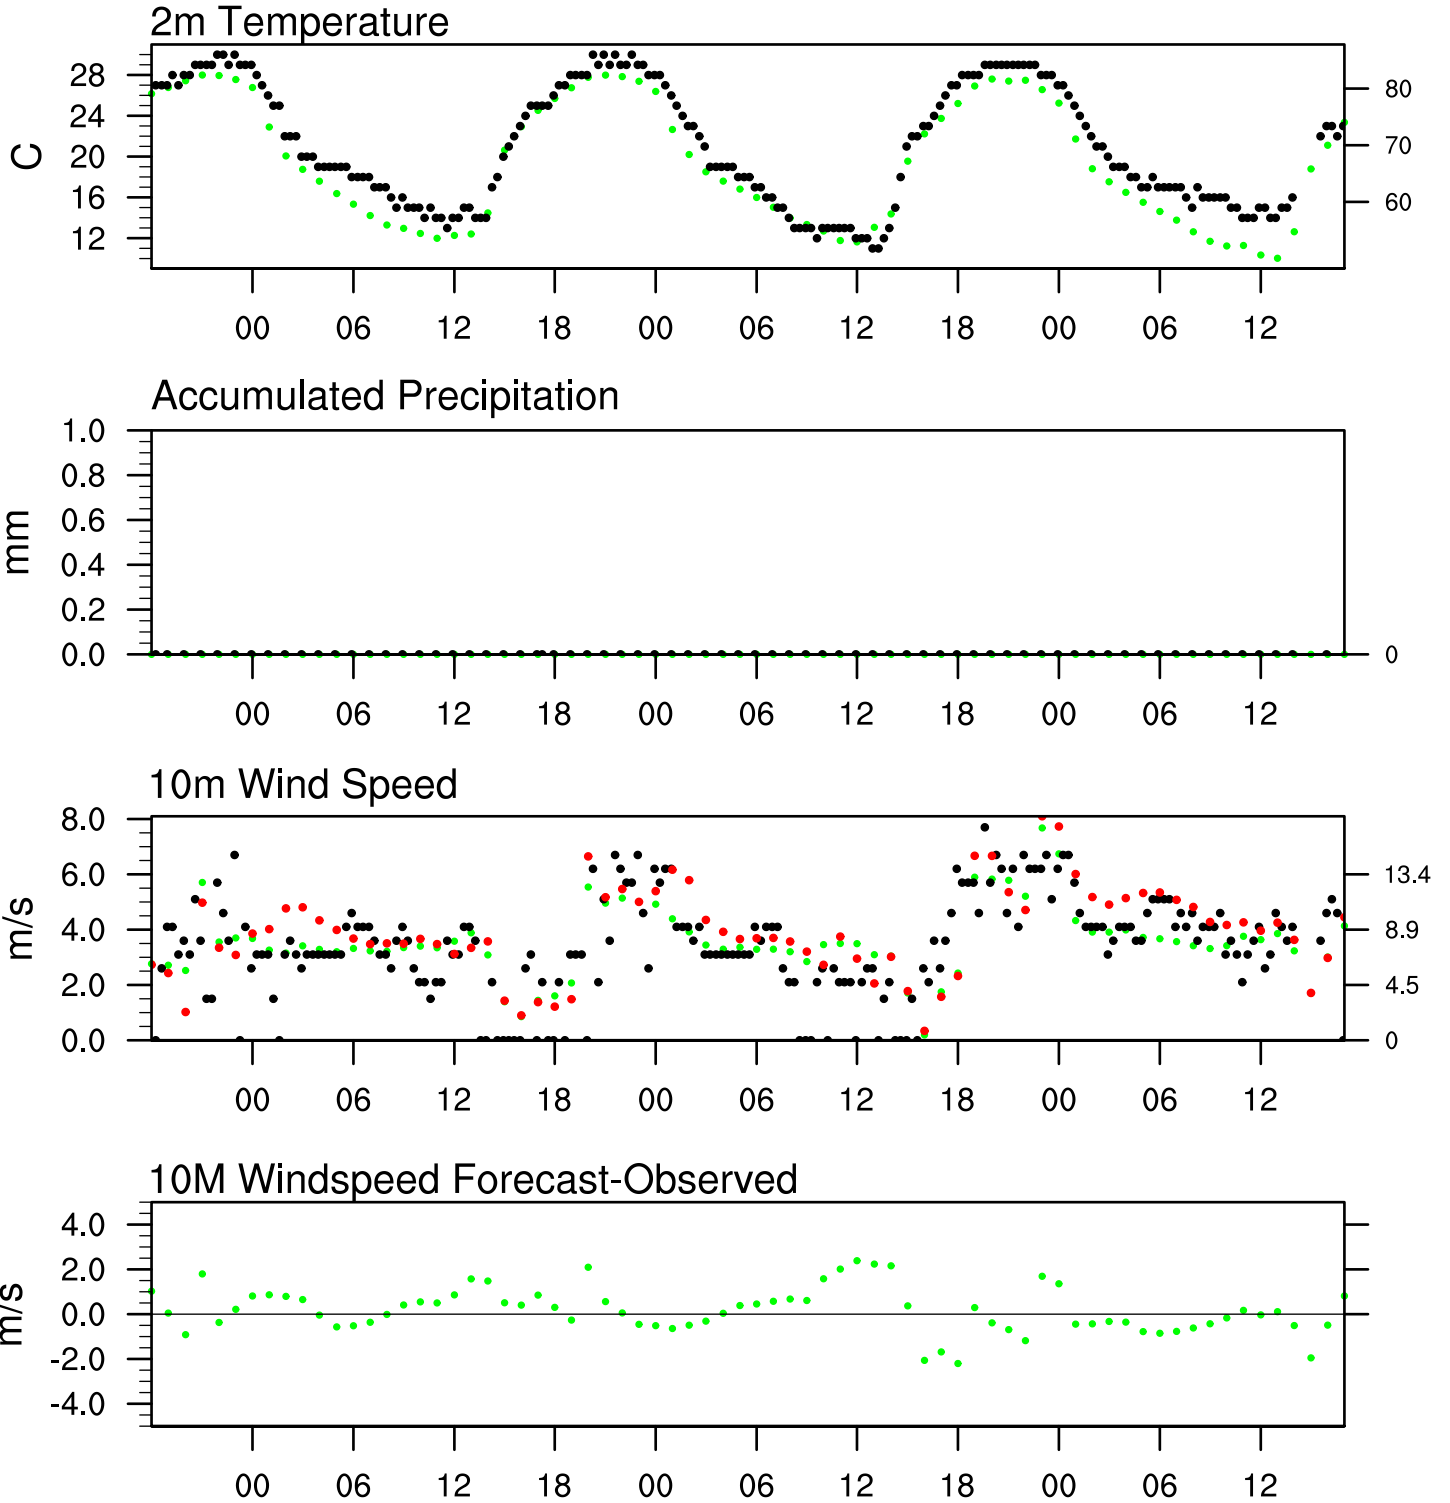 2m Temperature
C
28
24
20
16
12
80
70
60
00 06 12 18 00 06 12 18 00 06 12
Accumulated Precipitation
mm
1.0
0.8
0.6
0.4
0.2
0.0
0
00 06 12 18 00 06 12 18 00 06 12
10m Wind Speed
m/s
8.0
6.0
4.0
2.0
0.0
13.4
8.9
4.5
0
00 06 12 18 00 06 12 18 00 06 12
10M Windspeed Forecast-Observed
m/s
4.0
2.0
0.0
-2.0
-4.0
00 06 12 18 00 06 12 18 00 06 12